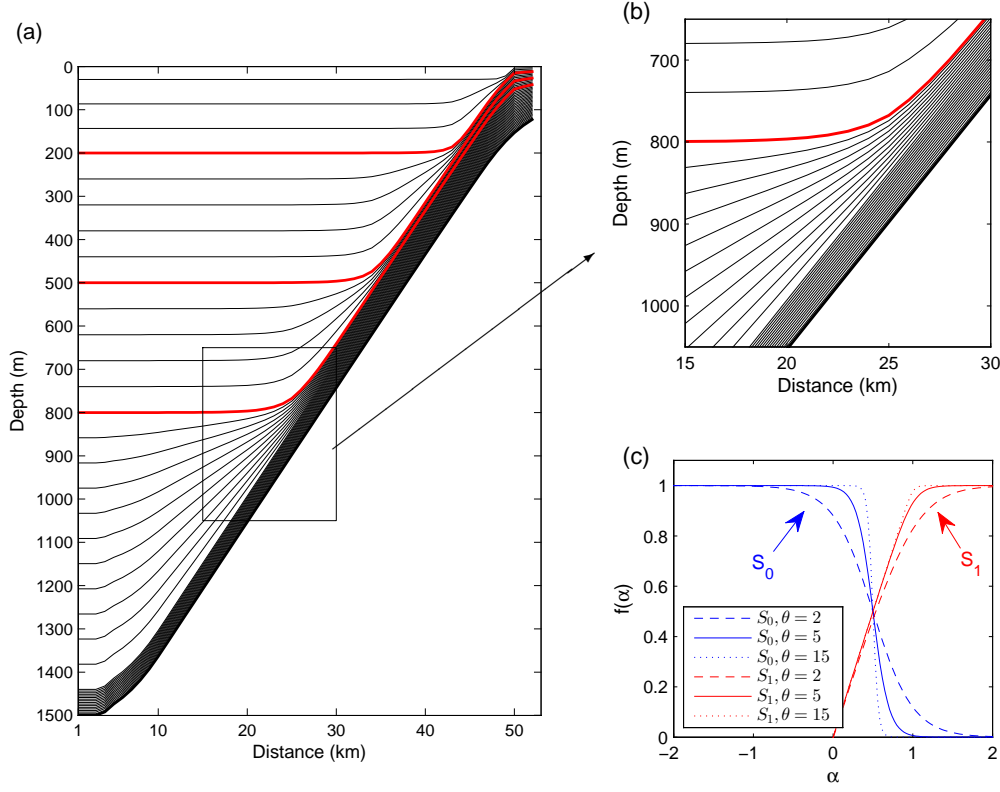 (a)
0
100
200
300
400
500
600
700
800
900
1000
1100
1200
1300
1400
1500
Depth (m)
1
10
20
30
40
50
Distance (km)
(b)
700
800
900
1000
Depth (m)
15
20
25
30
Distance (km)
(c)
1
0.8
0.6
0.4
0.2
0
f(α)
S₀
S₁
S₀, θ = 2
S₀, θ = 5
S₀, θ = 15
S₁, θ = 2
S₁, θ = 5
S₁, θ = 15
−2
−1
0
1
2
α